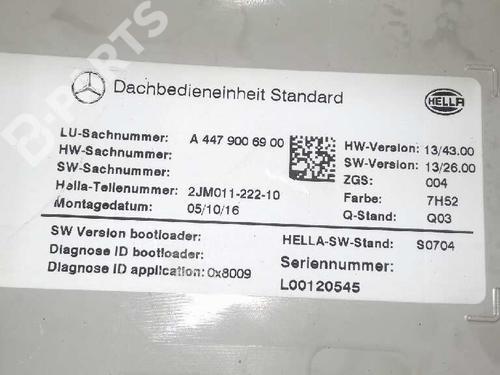 Dachbedieneinheit Standard
HELLA
LU-Sachnummer: A 447 900 69 00
HW-Sachnummer:
SW-Sachnummer:
Hella-Teilenummer: 2JM011-222-10
Montagedatum: 05/10/16
HW-Version: 13/43.00
SW-Version: 13/26.00
ZGS: 004
Farbe: 7H52
Q-Stand: Q03
SW Version bootloader:
Diagnose ID bootloader:
Diagnose ID application: 0x8009
HELLA-SW-Stand: S0704
Seriennummer:
L00120545
B-PARTS